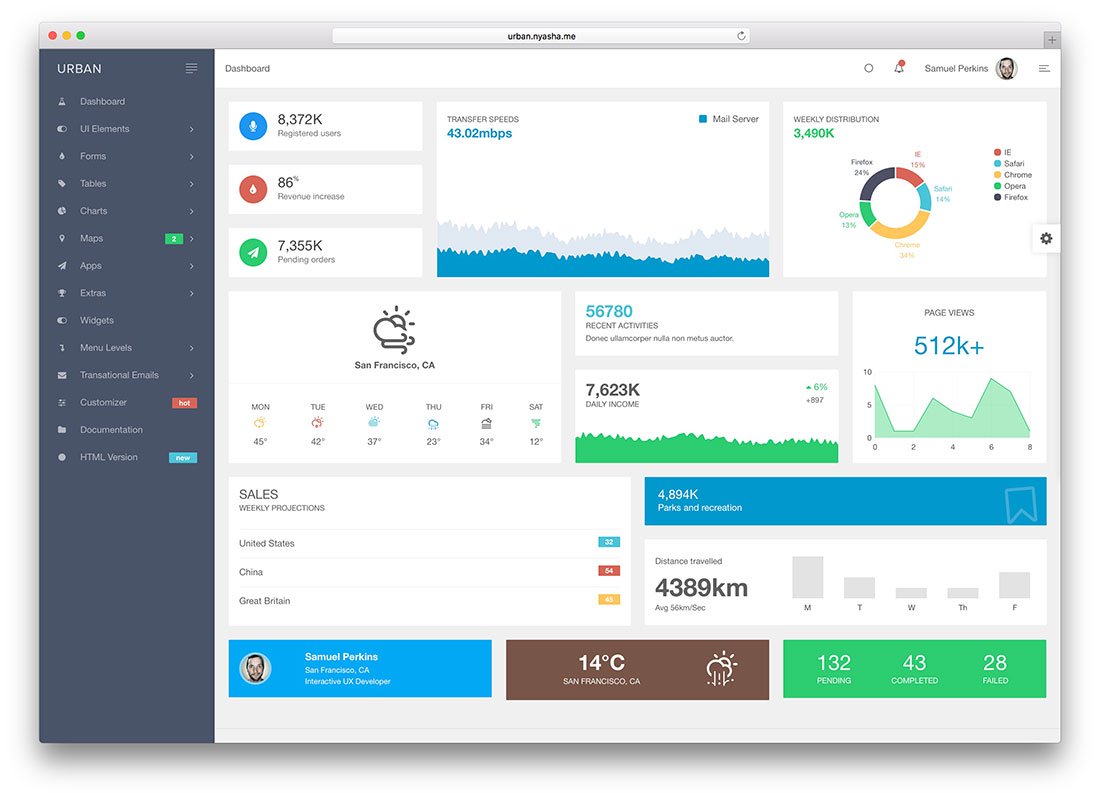 urban.nyasha.me
URBAN
Dashboard
UI Elements
Forms
Tables
Charts
Maps 2
Apps
Extras
Widgets
Menu Levels
Transational Emails
Customizer hot
Documentation
HTML Version new
Dashboard
Samuel Perkins
8,372K
Registered users
86%
Revenue increase
7,355K
Pending orders
TRANSFER SPEEDS
43.02mbps
Mail Server
WEEKLY DISTRIBUTION
3,490K
IE
15%
Safari
14%
Chrome
34%
Opera
13%
Firefox
24%
IE
Safari
Chrome
Opera
Firefox
San Francisco, CA
MON TUE WED THU FRI SAT
45° 42° 37° 23° 34° 12°
56780
RECENT ACTIVITIES
Donec ullamcorper nulla non metus auctor.
7,623K
DAILY INCOME
6%
+897
PAGE VIEWS
512k+
10
5
0
0 2 4 6 8
SALES
WEEKLY PROJECTIONS
United States 32
China 54
Great Britain 45
4,894K
Parks and recreation
Distance travelled
4389km
Avg 56km/Sec
M T W Th F
Samuel Perkins
San Francisco, CA
Interactive UX Developer
14°C
SAN FRANCISCO, CA
132 43 28
PENDING COMPLETED FAILED